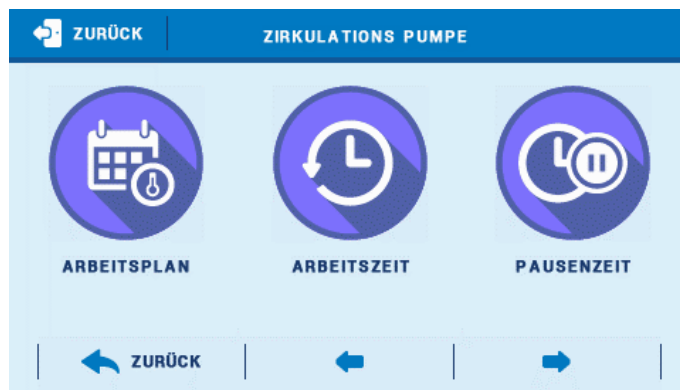 ZURÜCK
ZIRKULATIONS PUMPE
ARBEITSPLAN
ARBEITSZEIT
PAUSENZEIT
ZURÜCK